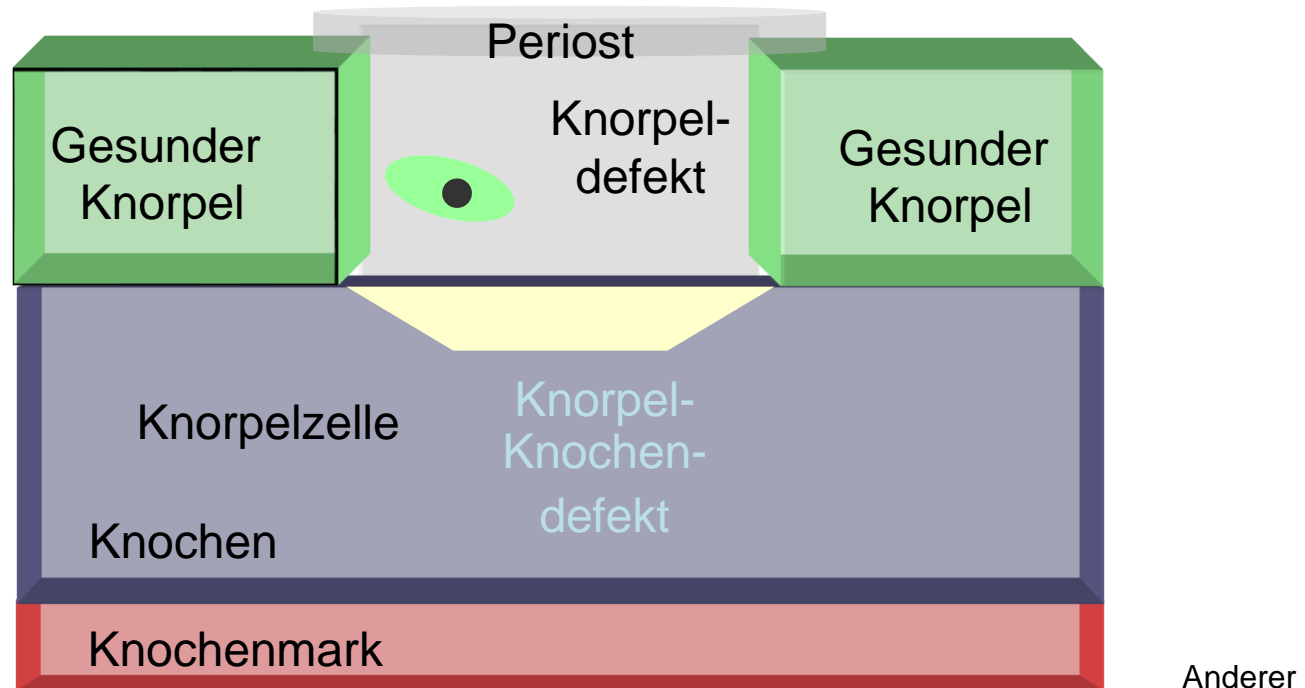 Periost
Knorpel-
defekt
Gesunder
Knorpel
Gesunder
Knorpel
Knorpelzelle
Knorpel-
Knochen-
defekt
Knochen
Knochenmark
Anderer